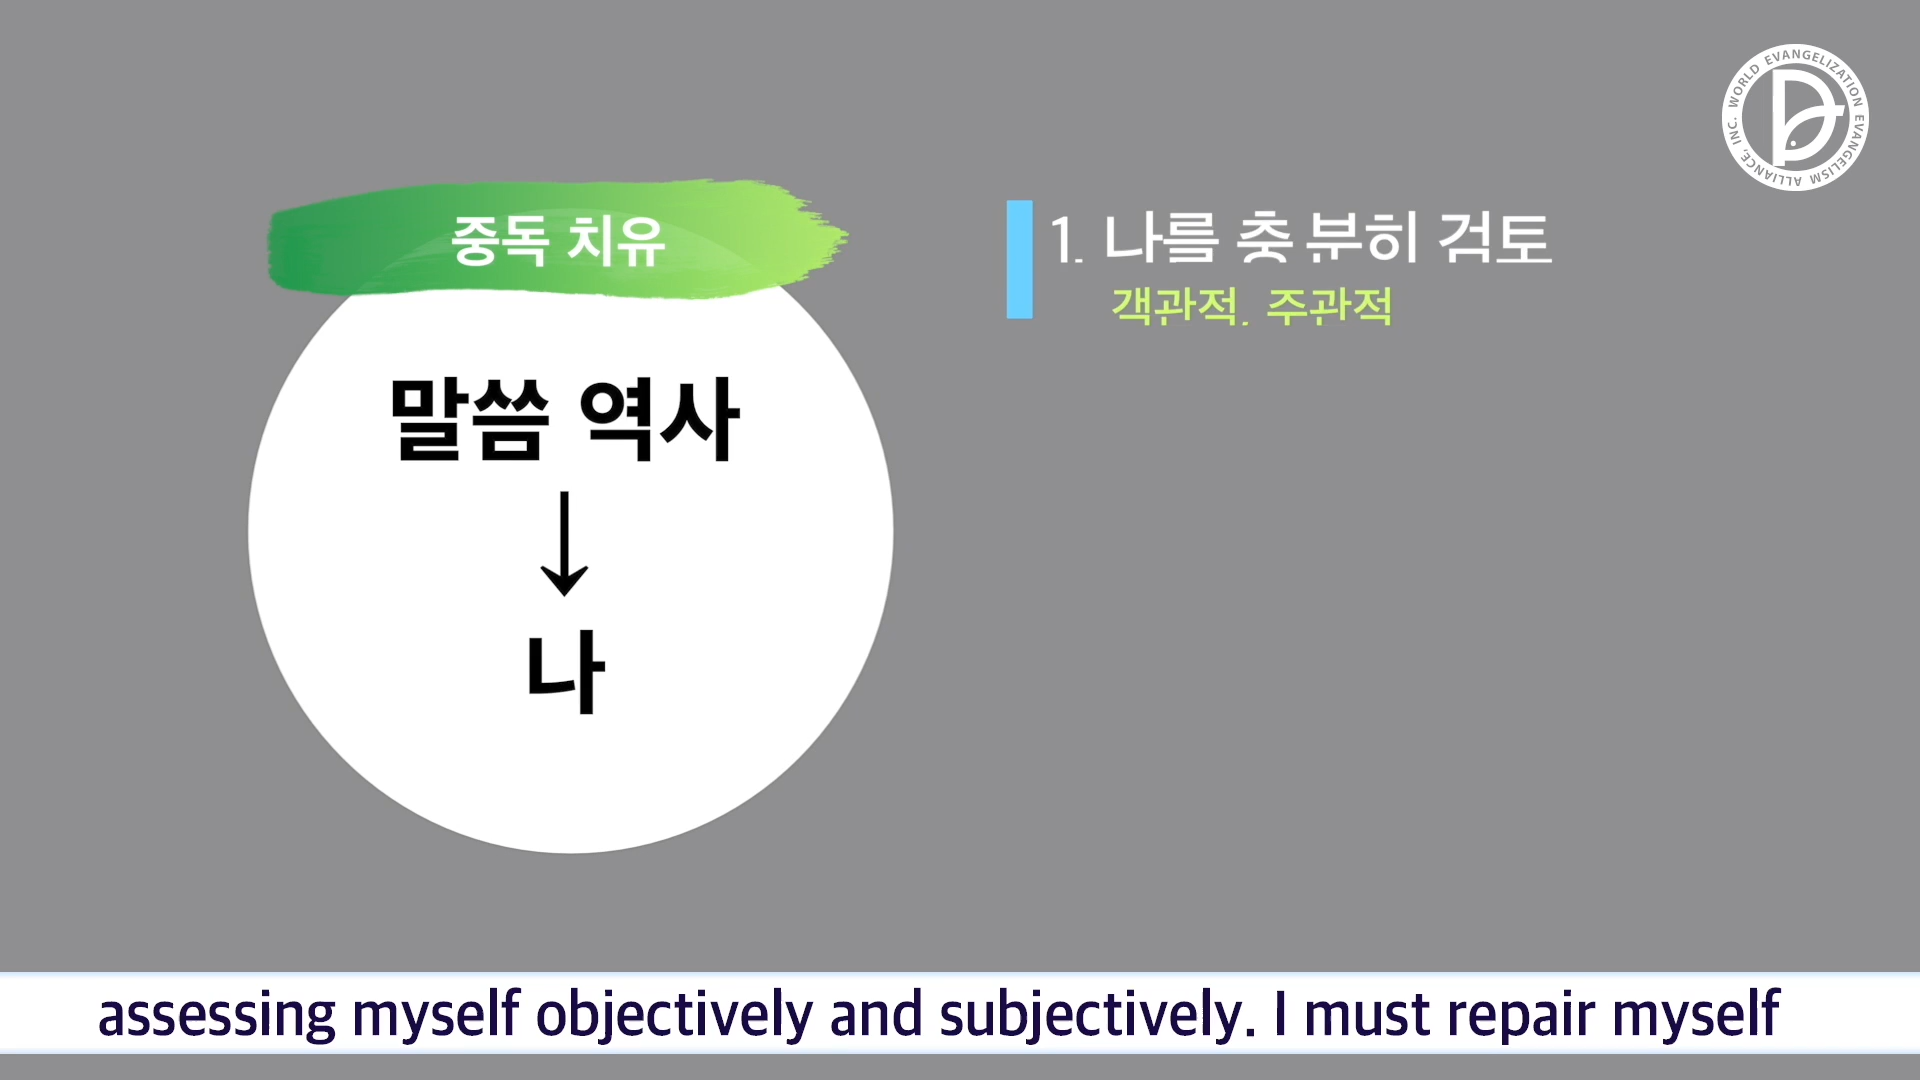 WORLD EVANGELIZATION EVANGELISM ALLIANCE, INC.
중독 치유
말씀 역사
↓
나
1. 나를 충분히 검토
객관적, 주관적
assessing myself objectively and subjectively. I must repair myself